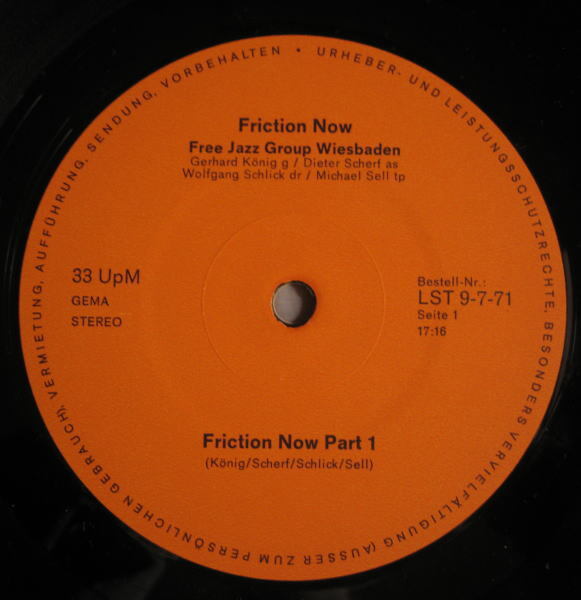 URHEBER- UND LEISTUNGSSCHUTZRECHTE, BESONDERS VERVIELFÄLTIGUNG (AUSSER ZUM PERSÖNLICHEN GEBRAUCH), VERMIETUNG, AUFFÜHRUNG, SENDUNG, VORBEHALTEN •
Friction Now
Free Jazz Group Wiesbaden
Gerhard König g / Dieter Scherf as
Wolfgang Schlick dr / Michael Sell tp
33 UpM
GEMA
STEREO
Bestell-Nr.:
LST 9-7-71
Seite 1
17:16
Friction Now Part 1
(König/Scherf/Schlick/Sell)